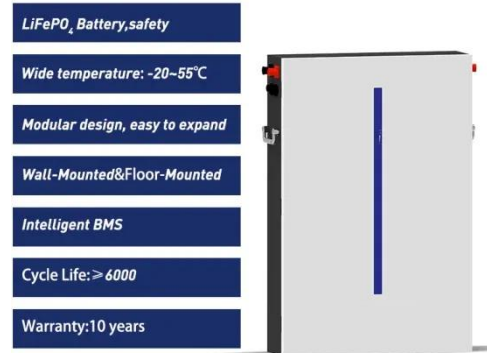 LiFePO₄ Battery,safety
Wide temperature: -20~55℃
Modular design, easy to expand
Wall-Mounted&Floor-Mounted
Intelligent BMS
Cycle Life:≥6000
Warranty:10 years